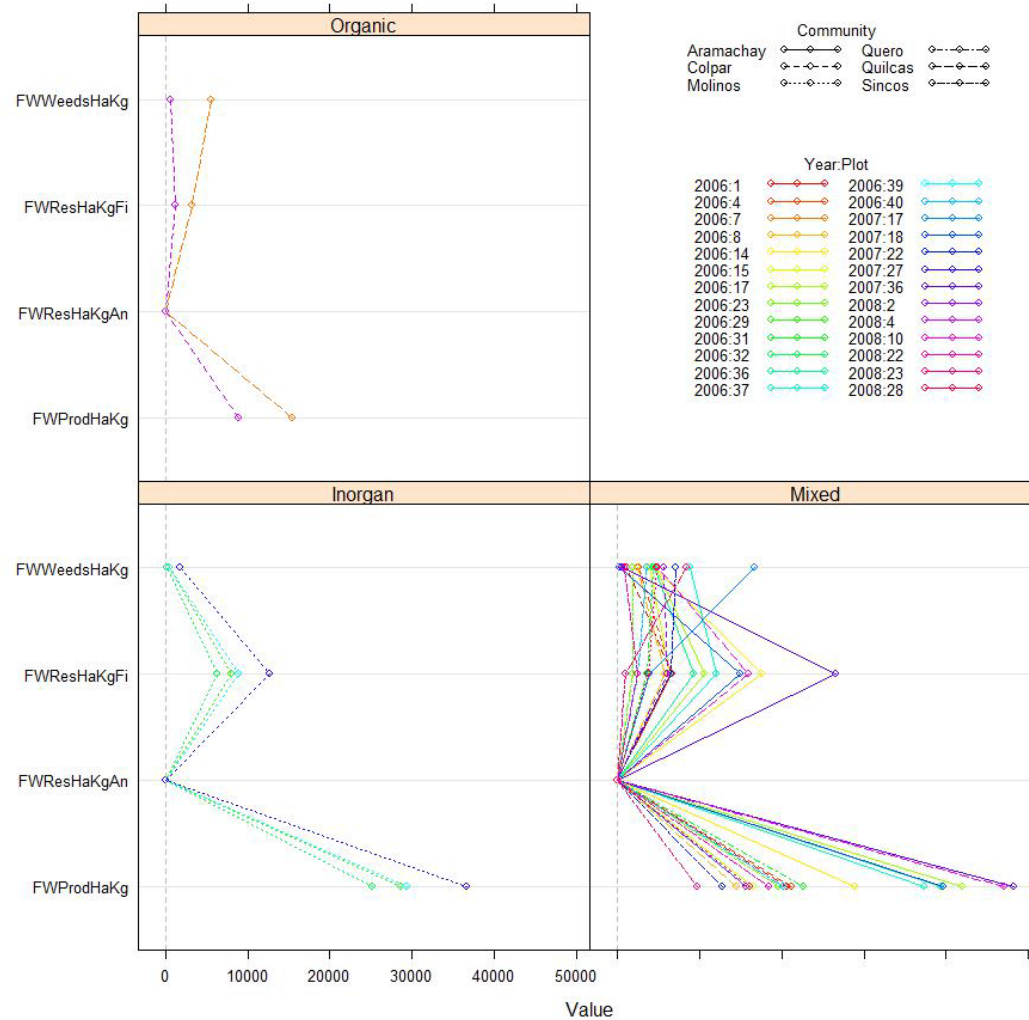 Organic
Community
Aramachay Quero
Colpar Quilcas
Molinos Sincos
FWWeedsHaKg
FWResHaKgFi
FWResHaKgAn
FWProdHaKg
Year:Plot
2006:1 2006:39
2006:4 2006:40
2006:7 2007:17
2006:8 2007:18
2006:14 2007:22
2006:15 2007:27
2006:17 2007:36
2006:23 2008:2
2006:29 2008:4
2006:31 2008:10
2006:32 2008:22
2006:36 2008:23
2006:37 2008:28
Inorgan Mixed
FWWeedsHaKg
FWResHaKgFi
FWResHaKgAn
FWProdHaKg
0 10000 20000 30000 40000 50000
Value